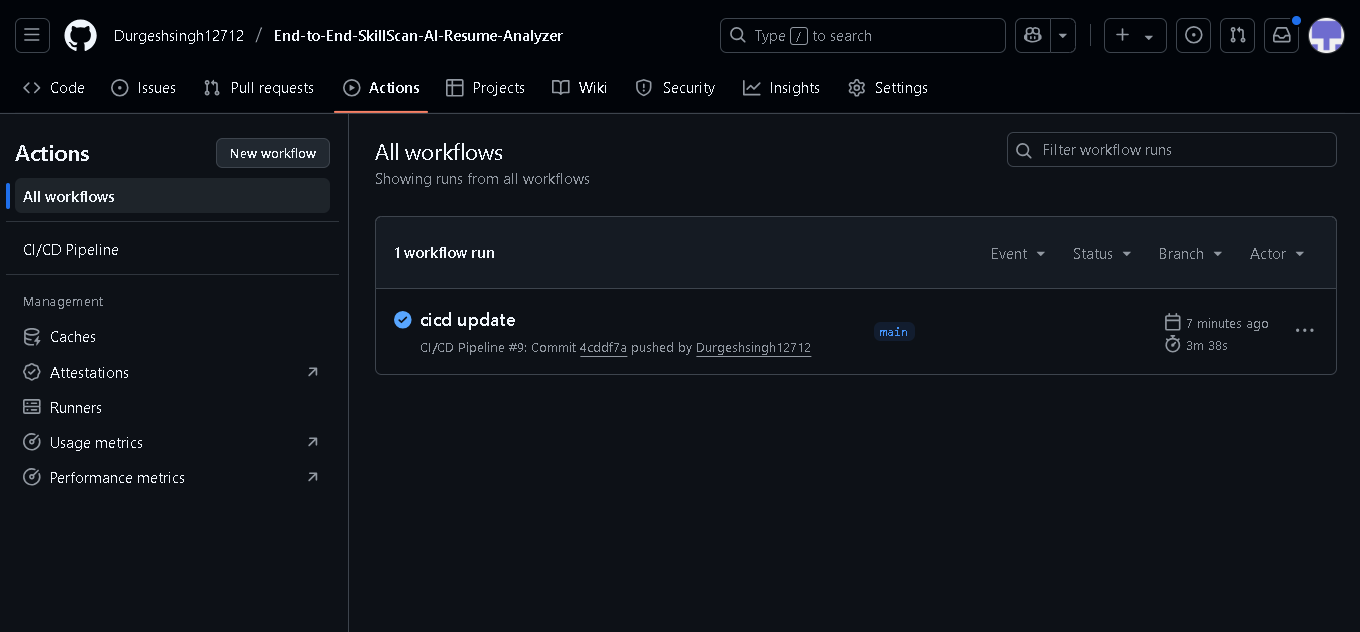 Durgeshsingh12712 / End-to-End-SkillScan-AI-Resume-Analyzer
Type / to search
Code Issues Pull requests Actions Projects Wiki Security Insights Settings
Actions
New workflow
All workflows
CI/CD Pipeline
Management
Caches
Attestations
Runners
Usage metrics
Performance metrics
All workflows
Showing runs from all workflows
Filter workflow runs
1 workflow run
Event Status Branch Actor
cicd update
CI/CD Pipeline #9: Commit 4cddf7a pushed by Durgeshsingh12712
main
7 minutes ago
3m 38s